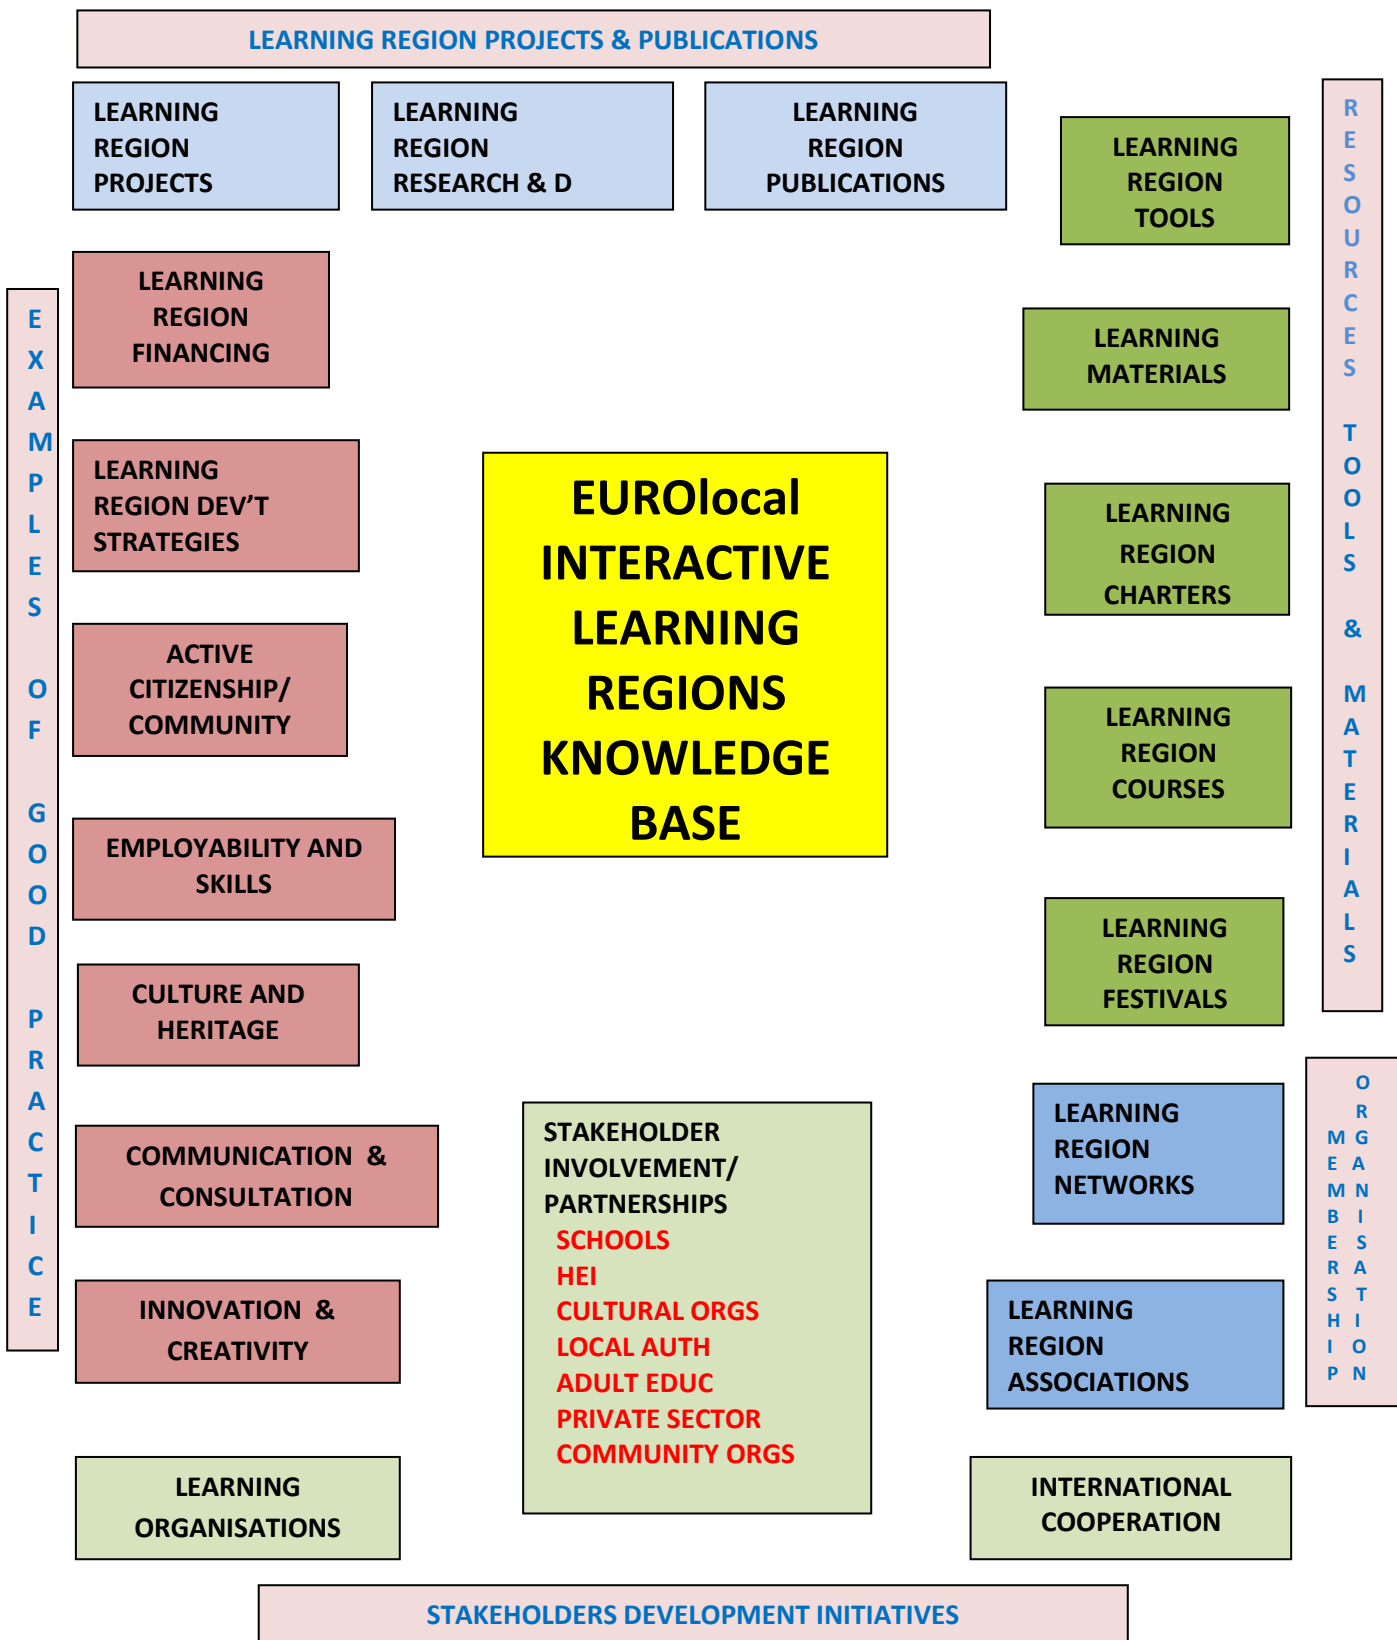 LEARNING REGION PROJECTS & PUBLICATIONS
LEARNING
REGION
PROJECTS
LEARNING
REGION
RESEARCH & D
LEARNING
REGION
PUBLICATIONS
EXAMPLES OF GOOD PRACTICE
LEARNING
REGION
FINANCING
LEARNING
REGION DEV’T
STRATEGIES
ACTIVE
CITIZENSHIP/
COMMUNITY
EMPLOYABILITY AND
SKILLS
CULTURE AND
HERITAGE
COMMUNICATION &
CONSULTATION
INNOVATION &
CREATIVITY
LEARNING
ORGANISATIONS
EUROlocal
INTERACTIVE
LEARNING
REGIONS
KNOWLEDGE
BASE
STAKEHOLDER
INVOLVEMENT/
PARTNERSHIPS
SCHOOLS
HEI
CULTURAL ORGS
LOCAL AUTH
ADULT EDUC
PRIVATE SECTOR
COMMUNITY ORGS
LEARNING
REGION
TOOLS
LEARNING
MATERIALS
LEARNING
REGION
CHARTERS
LEARNING
REGION
COURSES
LEARNING
REGION
FESTIVALS
RESOURCES TOOLS & MATERIALS
LEARNING
REGION
NETWORKS
LEARNING
REGION
ASSOCIATIONS
MEMBERSHIP
ORGANISATION
INTERNATIONAL
COOPERATION
STAKEHOLDERS DEVELOPMENT INITIATIVES